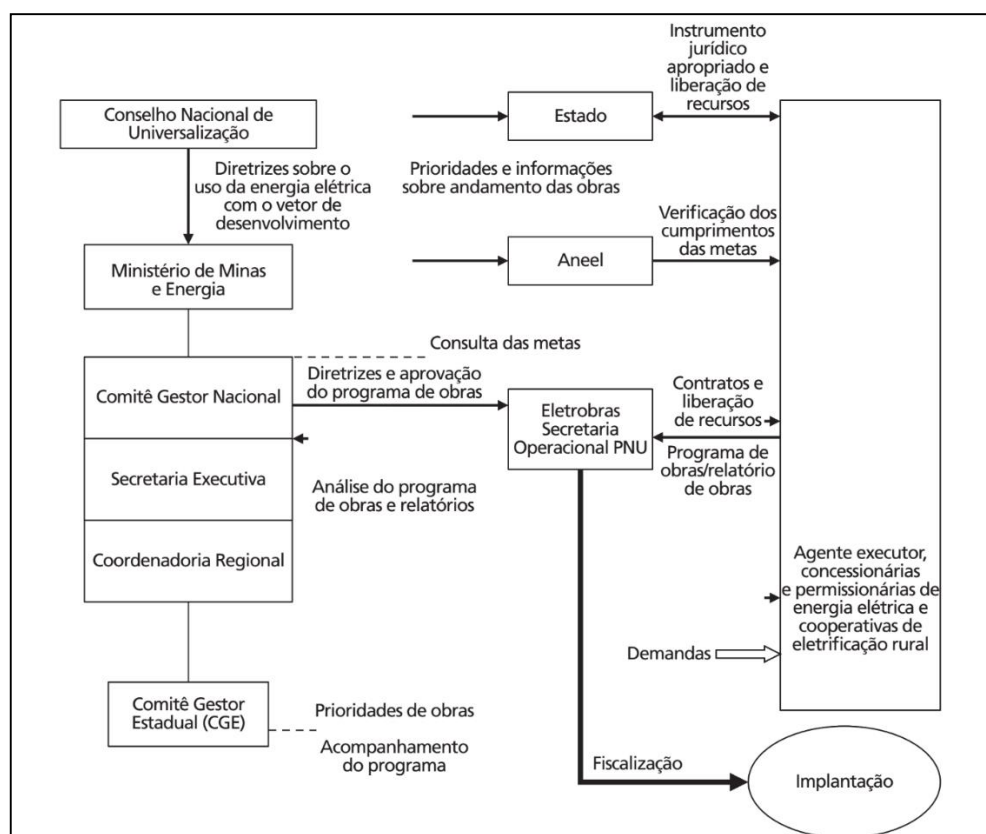 Instrumento
jurídico
apropriado e
liberação de
recursos
Conselho Nacional de
Universalização
Estado
Diretrizes sobre o
uso da energia elétrica
com o vetor de
desenvolvimento
Prioridades e informações
sobre andamento das obras
Verificação dos
cumprimentos
das metas
Ministério de Minas
e Energia
Aneel
Consulta das metas
Comitê Gestor Nacional
Diretrizes e aprovação
do programa de obras
Eletrobras
Secretaria
Operacional PNU
Contratos e
liberação
de recursos
Programa de
obras/relatório
de obras
Secretaria Executiva
Análise do programa
de obras e relatórios
Coordenadoria Regional
Agente executor,
concessionárias
e permissionárias de
energia elétrica e
cooperativas de
eletrificação rural
Demandas
Comitê Gestor
Estadual (CGE)
Prioridades de obras
Acompanhamento
do programa
Fiscalização
Implantação